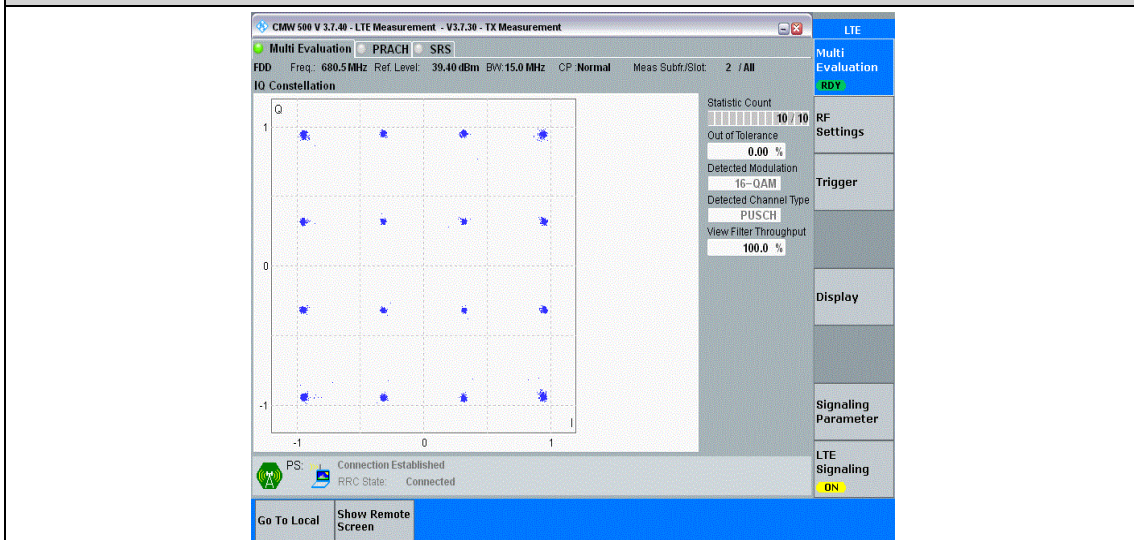 CMW 500 V 3.7.40 - LTE Measurement - V3.7.30 - TX Measurement
LTE
Multi Evaluation PRACH SRS
Multi
Evaluation
RDY
FDD Freq.: 680.5 MHz Ref. Level: 39.40 dBm BW: 15.0 MHz CP : Normal Meas Subfr./Slot: 2 / All
IQ Constellation
Q
1
0
-1
I
-1 0 1
Statistic Count
10 / 10
Out of Tolerance
0.00 %
Detected Modulation
16-QAM
Detected Channel Type
PUSCH
View Filter Throughput
100.0 %
RF
Settings
Trigger
Display
Signaling
Parameter
LTE
Signaling
ON
PS: Connection Established
RRC State: Connected
Go To Local
Show Remote
Screen